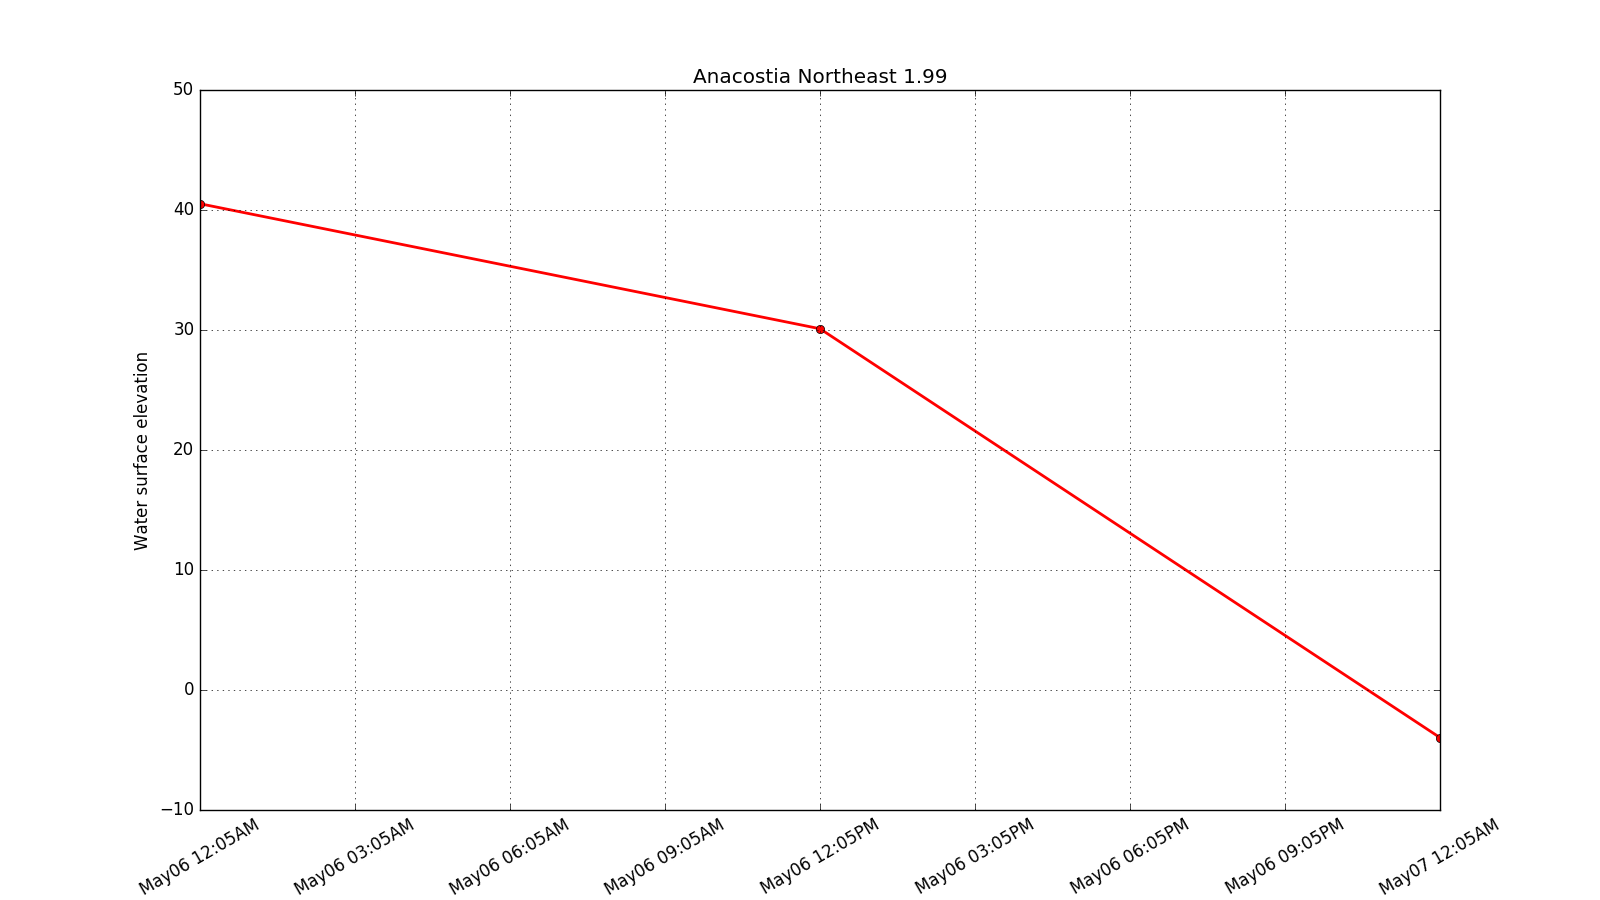 Anacostia Northeast 1.99
50
40
30
20
10
0
−10
Water surface elevation
May06 12:05AM
May06 03:05AM
May06 06:05AM
May06 09:05AM
May06 12:05PM
May06 03:05PM
May06 06:05PM
May06 09:05PM
May07 12:05AM